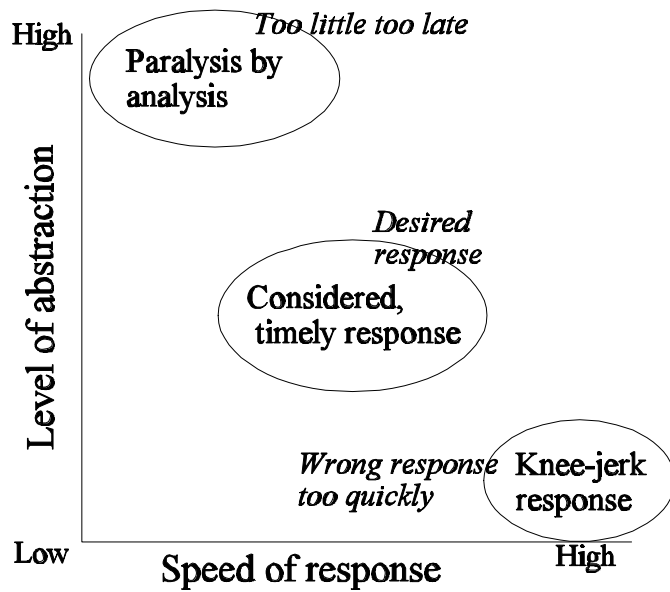 Too little too late
High
Paralysis by
analysis
Level of abstraction
Desired
response
Considered,
timely response
Wrong response
too quickly
Knee-jerk
response
Low
High
Speed of response